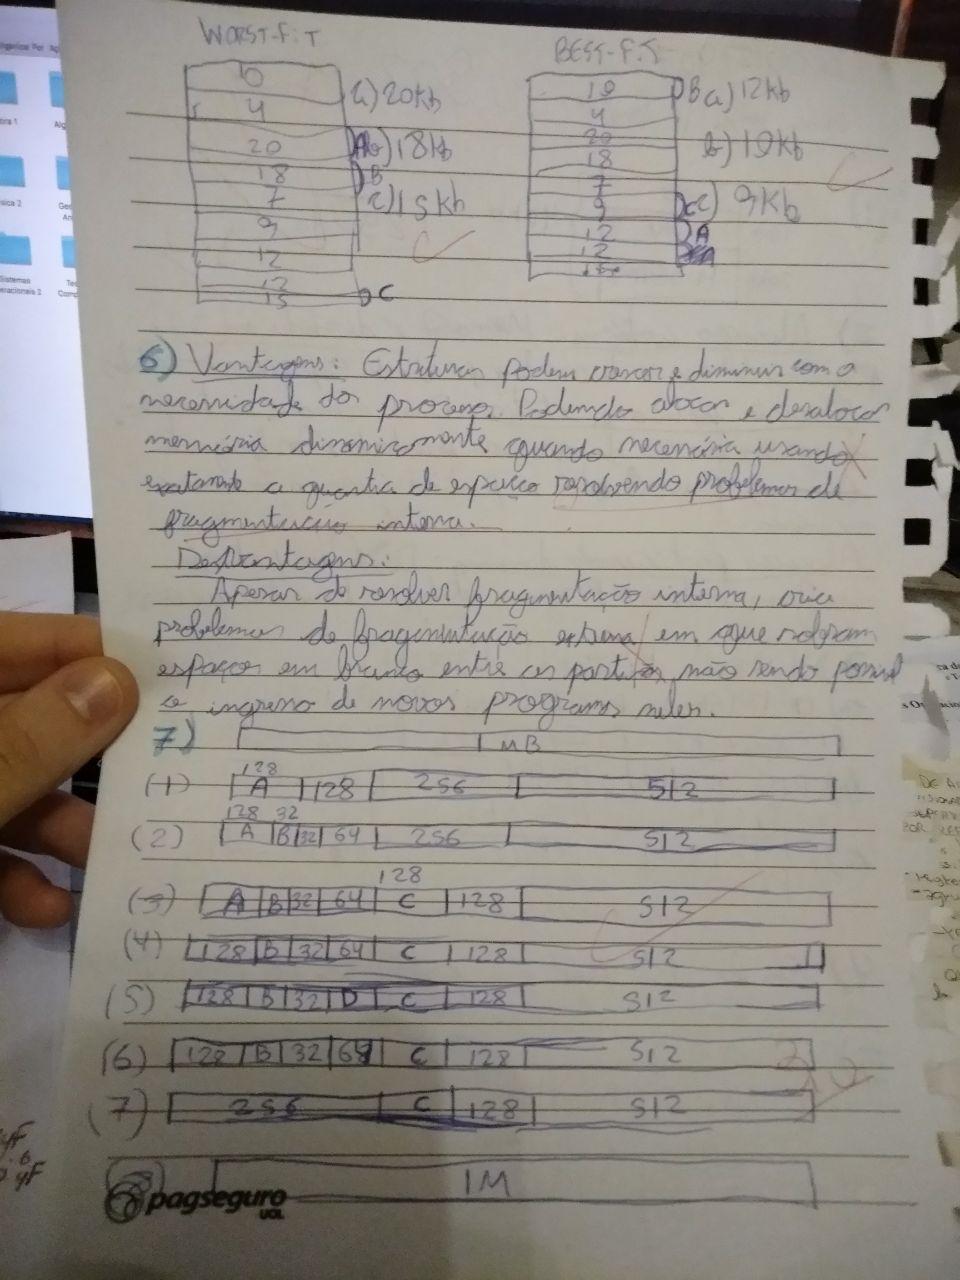 WORST-FIT
10
4
20
18
7
9
12
12
15
a) 20kb
A b) 18kb
B
c) 15kb
C
BEST-FIT
10
4
20
18
7
9
12
12
B a) 12kb
b) 10kb
C c) 9kb
A
6) Vantagens: Estruturas podem crescer e diminuir com a
necessidade do processo. Podendo alocar e desalocar
memória dinamicamente quando necessária usando
exatamente a quantia de espaço resolvendo problemas de
fragmentação interna.
Desvantagens:
Apesar de resolver fragmentação interna, cria
problemas de fragmentação externa em que sobram
espaços em branco entre as partições, não sendo possível
o ingresso de novos programas neles.
7)
1 MB
128
(1) A 128 256 512
128 32
(2) A B 32 64 256 512
128
(3) A B 32 64 C 128 512
(4) 128 B 32 64 C 128 512
(5) 128 B 32 D C 128 512
(6) 128 B 32 64 C 128 512
(7) 256 C 128 512
1M
pagseguro
UOL